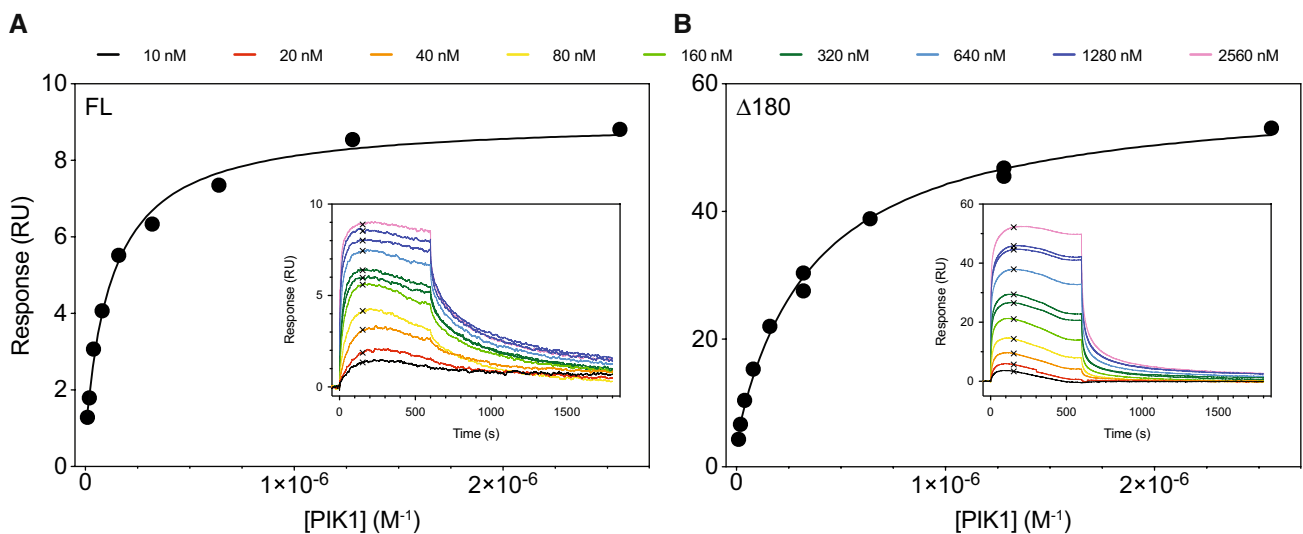 A B
10 nM 20 nM 40 nM 80 nM 160 nM 320 nM 640 nM 1280 nM 2560 nM
FL
Response (RU)
10
8
6
4
2
0
0 1×10⁻⁶ 2×10⁻⁶
[PIK1] (M⁻¹)
Response (RU)
10
5
0
0 500 1000 1500
Time (s)
Δ180
60
40
20
0
0 1×10⁻⁶ 2×10⁻⁶
[PIK1] (M⁻¹)
Response (RU)
60
40
20
0
0 500 1000 1500
Time (s)